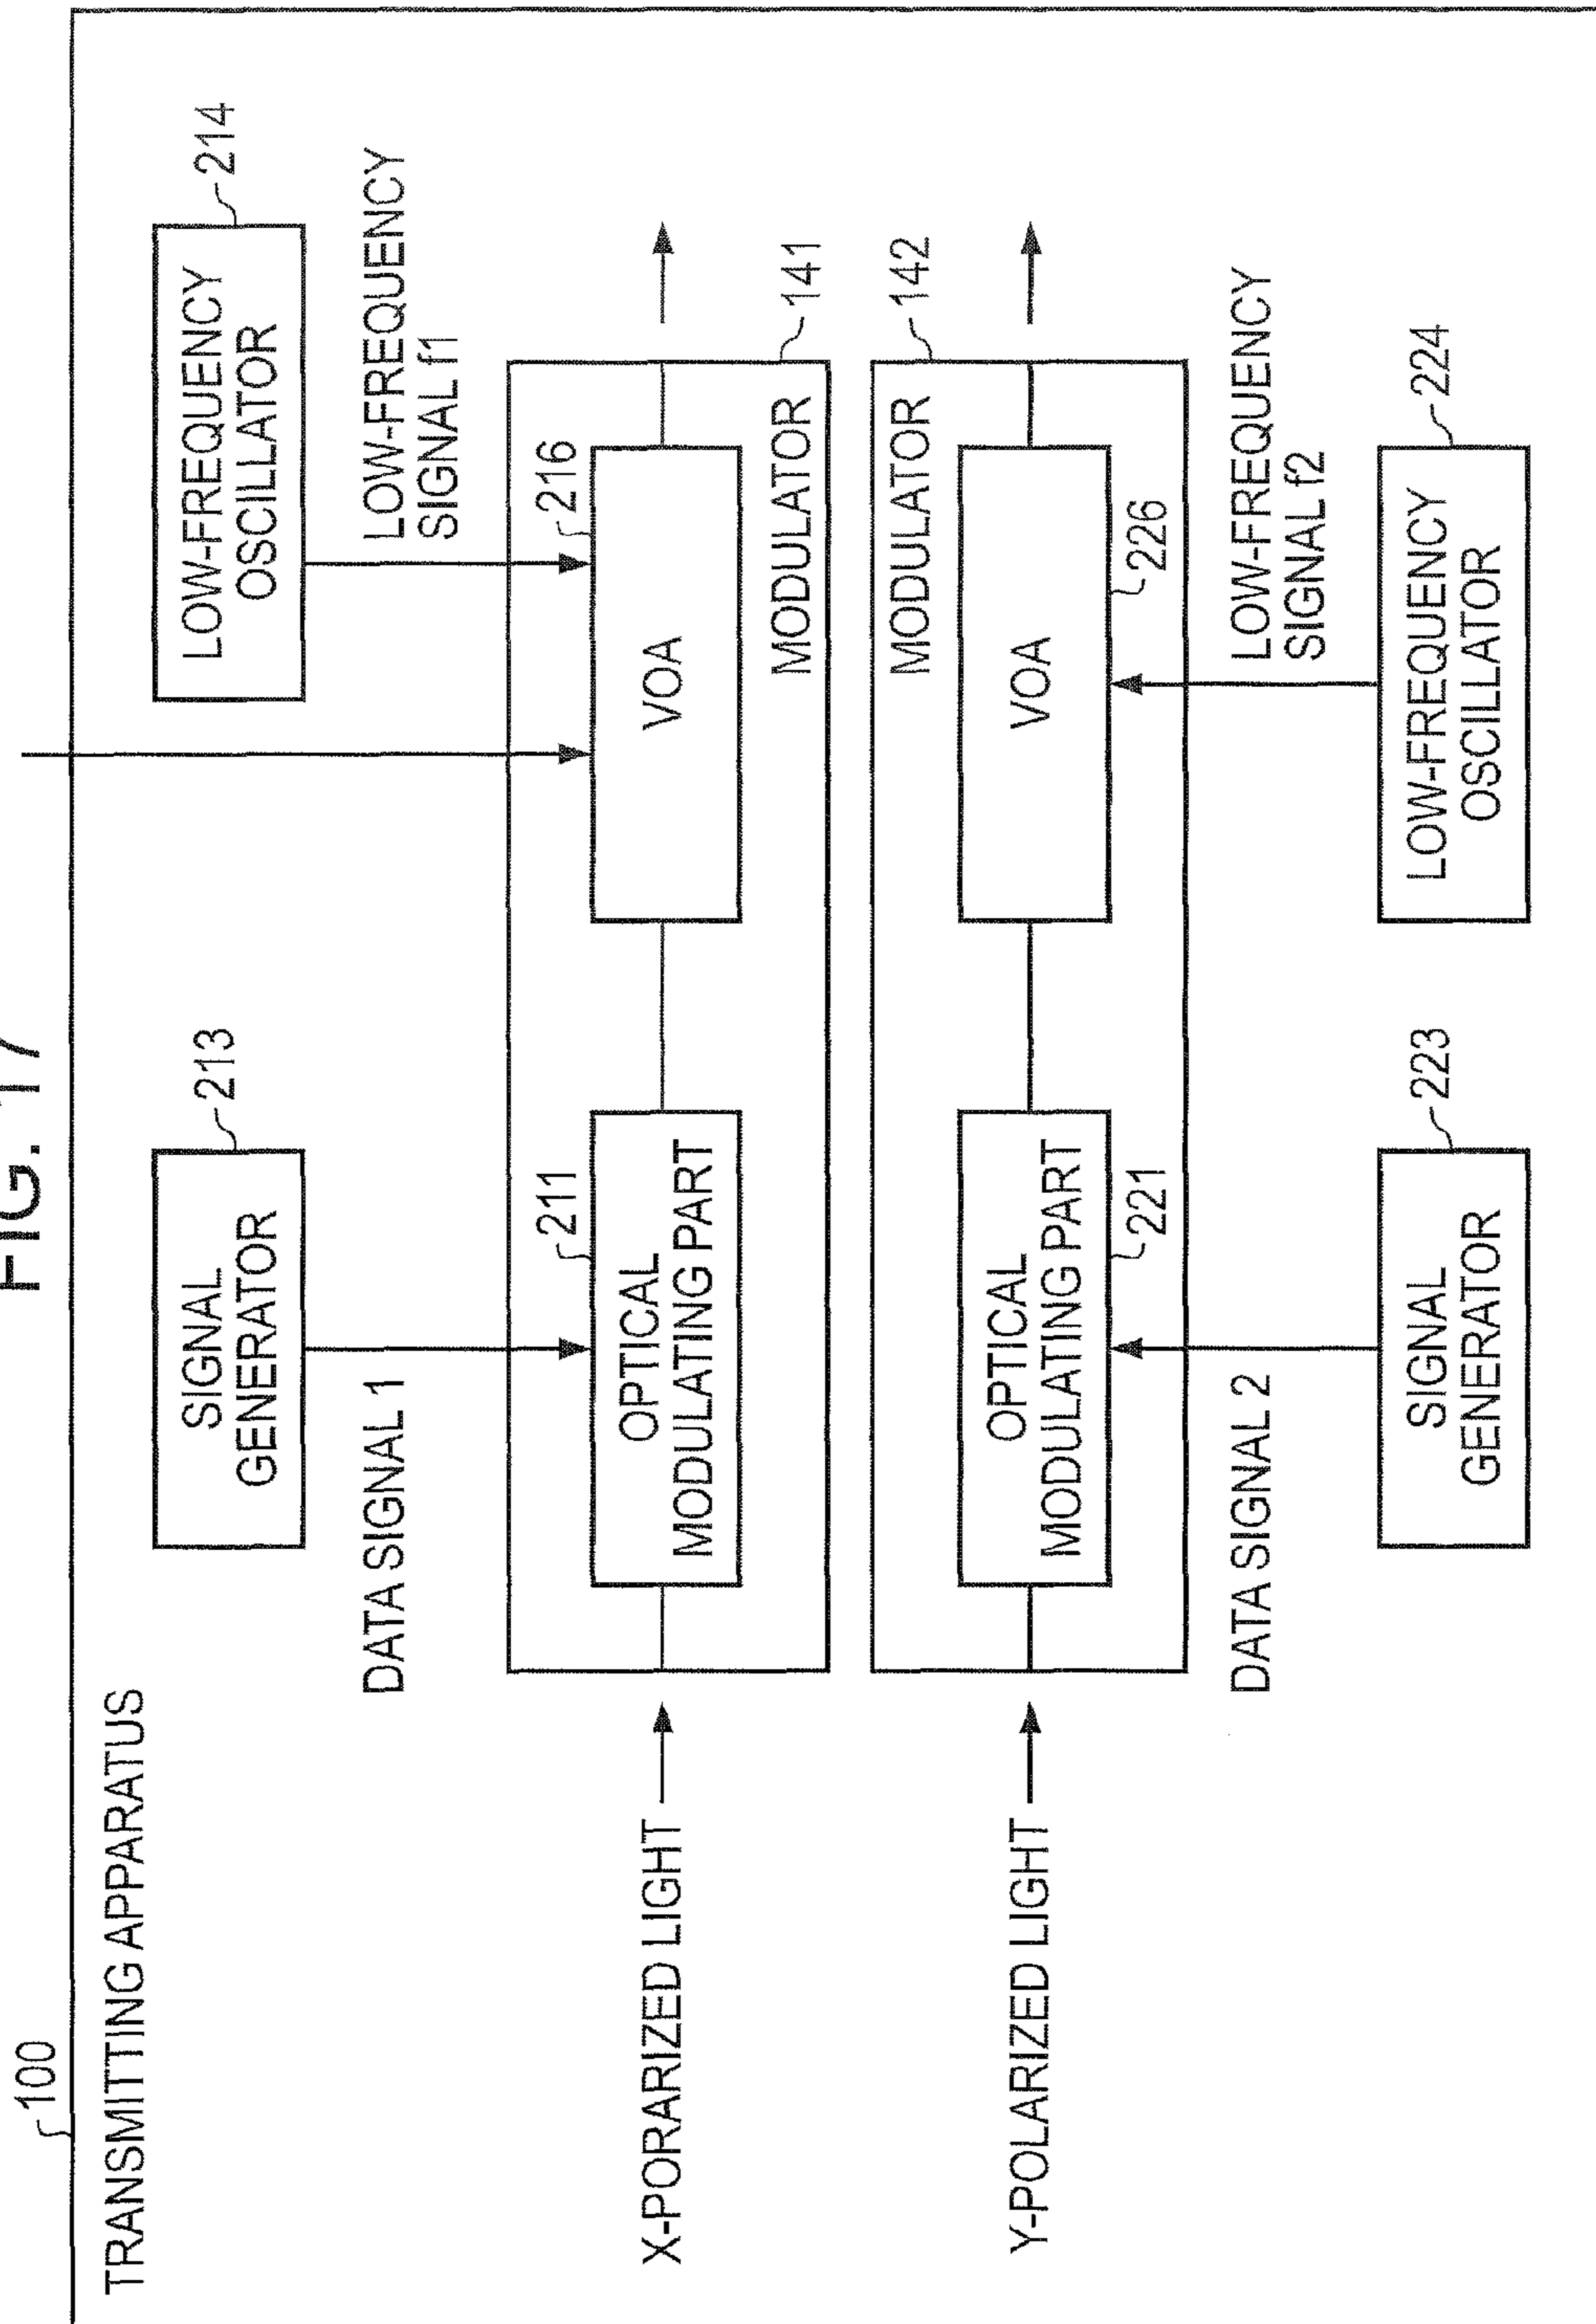 FIG. 17
100
TRANSMITTING APPARATUS
SIGNAL
GENERATOR
213
LOW-FREQUENCY
OSCILLATOR
214
DATA SIGNAL 1
LOW-FREQUENCY
SIGNAL f1
211
216
X-PORARIZED LIGHT
OPTICAL
MODULATING PART
VOA
MODULATOR
141
MODULATOR
142
Y-POLARIZED LIGHT
OPTICAL
MODULATING PART
VOA
221
226
DATA SIGNAL 2
LOW-FREQUENCY
SIGNAL f2
SIGNAL
GENERATOR
223
LOW-FREQUENCY
OSCILLATOR
224